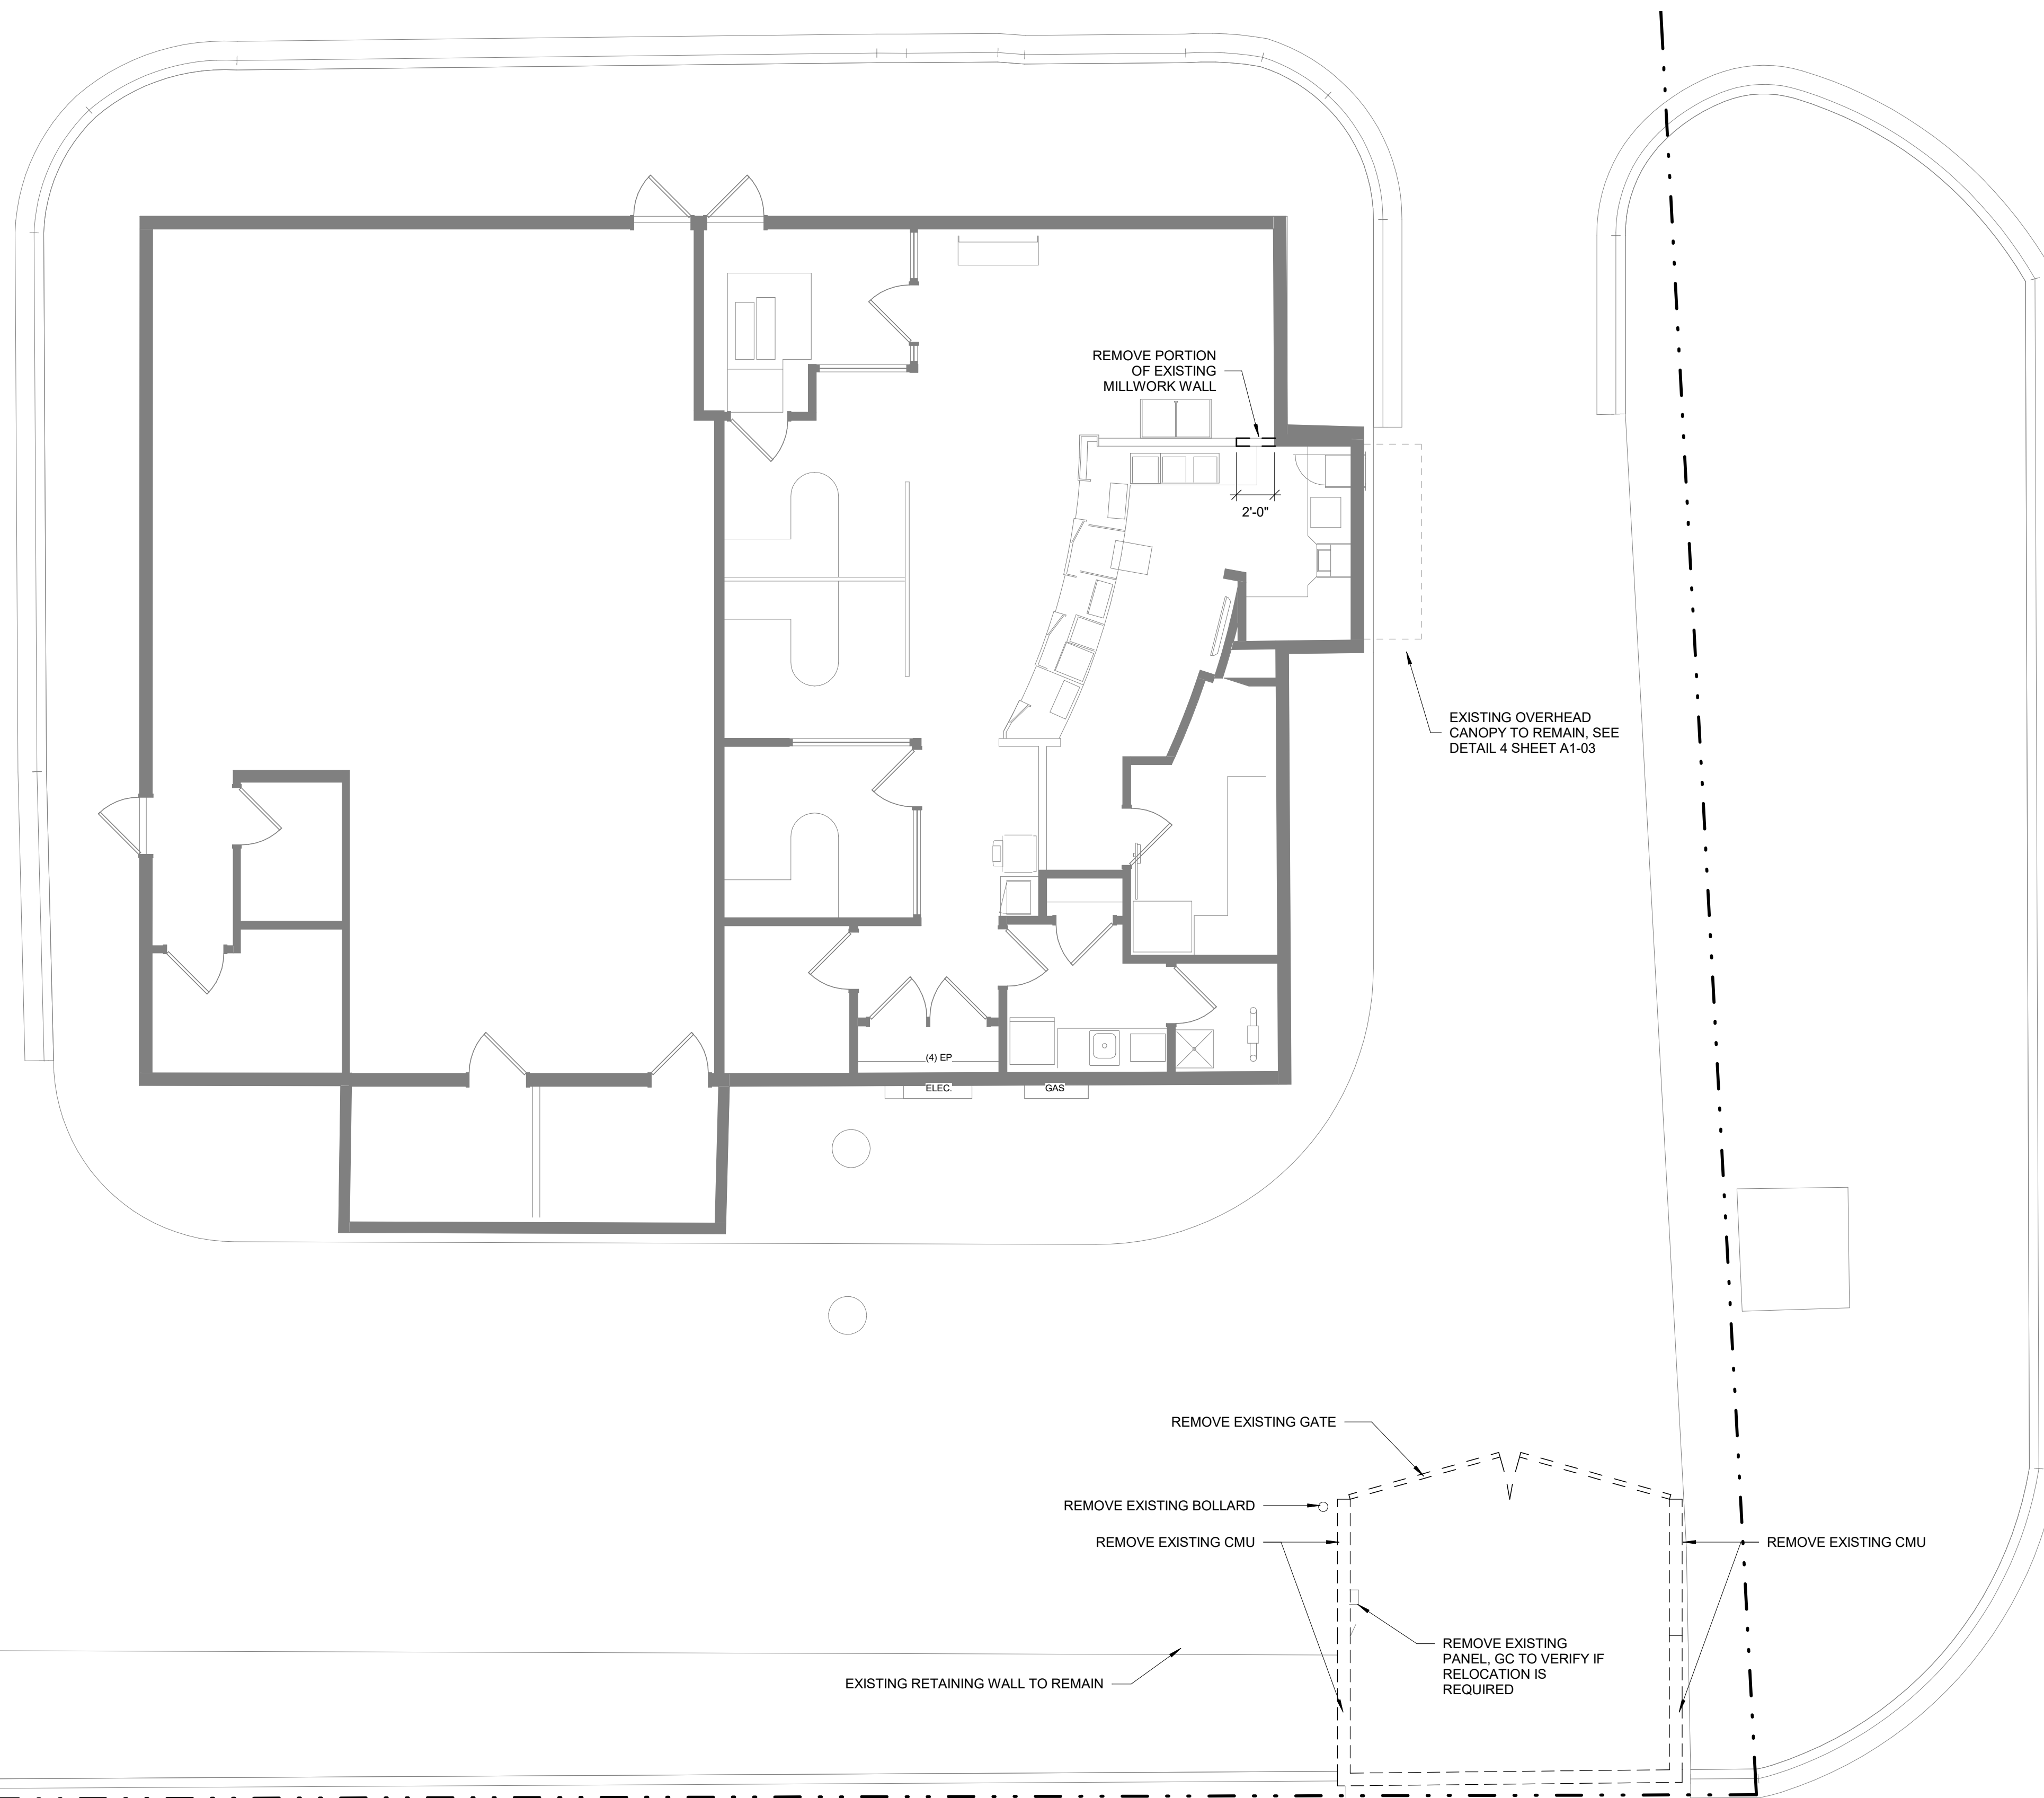 REMOVE PORTION
OF EXISTING
MILLWORK WALL
2'-0"
EXISTING OVERHEAD
CANOPY TO REMAIN, SEE
DETAIL 4 SHEET A1-03
(4) EP
ELEC.
GAS
REMOVE EXISTING GATE
REMOVE EXISTING BOLLARD
REMOVE EXISTING CMU
REMOVE EXISTING CMU
REMOVE EXISTING
PANEL, GC TO VERIFY IF
RELOCATION IS
REQUIRED
EXISTING RETAINING WALL TO REMAIN